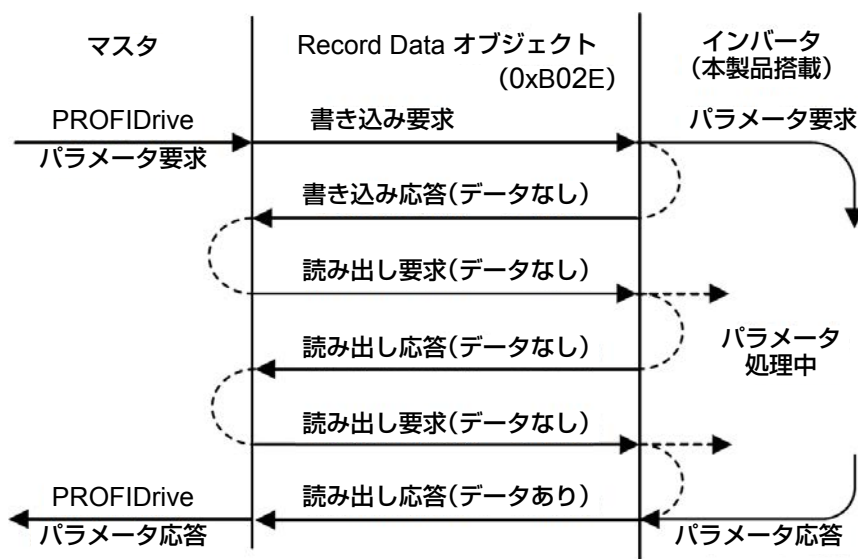 マスタ
Record Data オブジェクト
(0xB02E)
インバータ
(本製品搭載)
PROFIDrive
パラメータ要求
書き込み要求
パラメータ要求
書き込み応答(データなし)
読み出し要求(データなし)
読み出し応答(データなし)
パラメータ
処理中
読み出し要求(データなし)
PROFIDrive
パラメータ応答
読み出し応答(データあり)
パラメータ応答